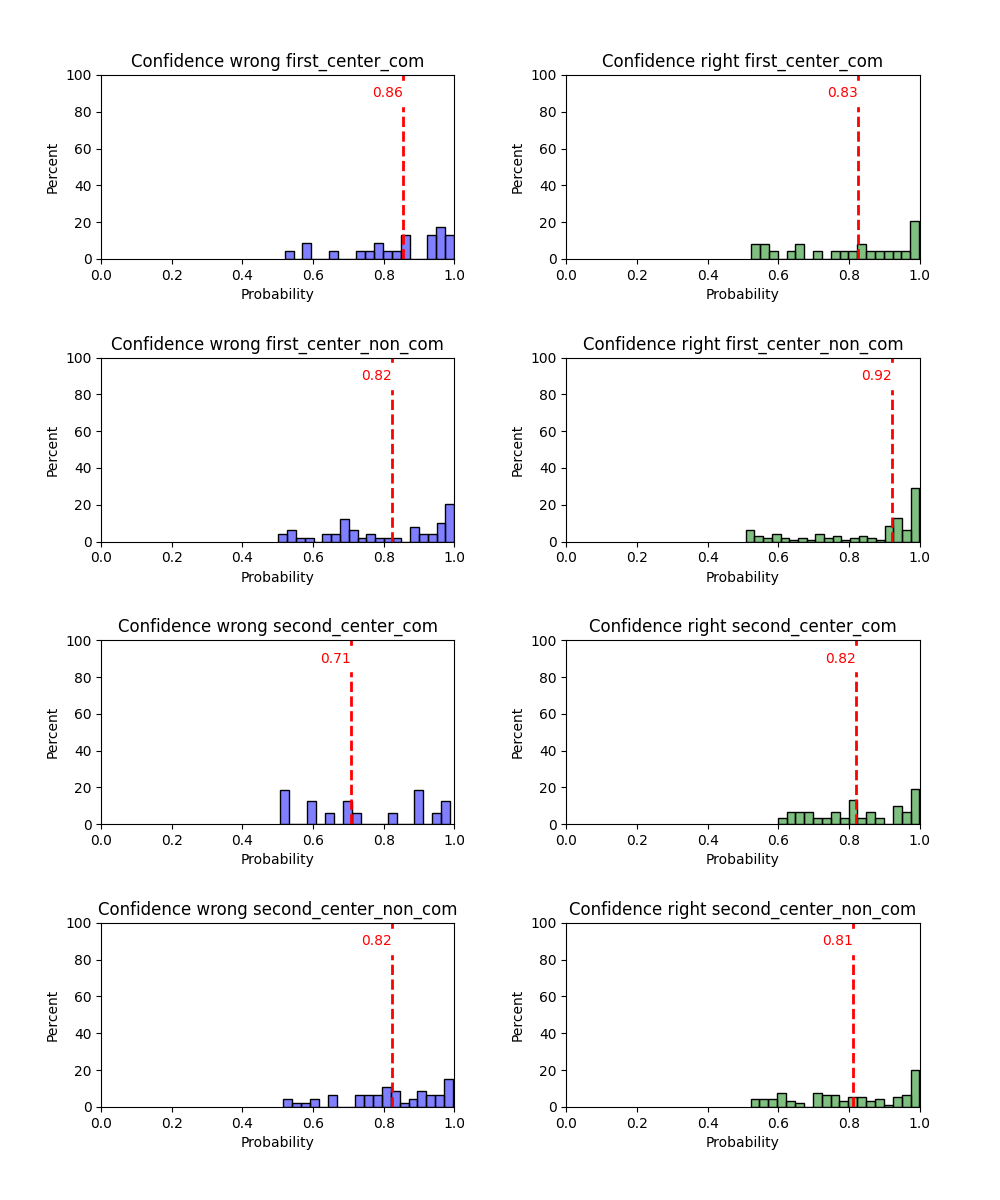 Confidence wrong first_center_com
100
0.86
80
60
Percent
40
20
0
0.0 0.2 0.4 0.6 0.8 1.0
Probability
Confidence right first_center_com
100
0.83
80
60
Percent
40
20
0
0.0 0.2 0.4 0.6 0.8 1.0
Probability
Confidence wrong first_center_non_com
100
0.82
80
60
Percent
40
20
0
0.0 0.2 0.4 0.6 0.8 1.0
Probability
Confidence right first_center_non_com
100
0.92
80
60
Percent
40
20
0
0.0 0.2 0.4 0.6 0.8 1.0
Probability
Confidence wrong second_center_com
100
0.71
80
60
Percent
40
20
0
0.0 0.2 0.4 0.6 0.8 1.0
Probability
Confidence right second_center_com
100
0.82
80
60
Percent
40
20
0
0.0 0.2 0.4 0.6 0.8 1.0
Probability
Confidence wrong second_center_non_com
100
0.82
80
60
Percent
40
20
0
0.0 0.2 0.4 0.6 0.8 1.0
Probability
Confidence right second_center_non_com
100
0.81
80
60
Percent
40
20
0
0.0 0.2 0.4 0.6 0.8 1.0
Probability